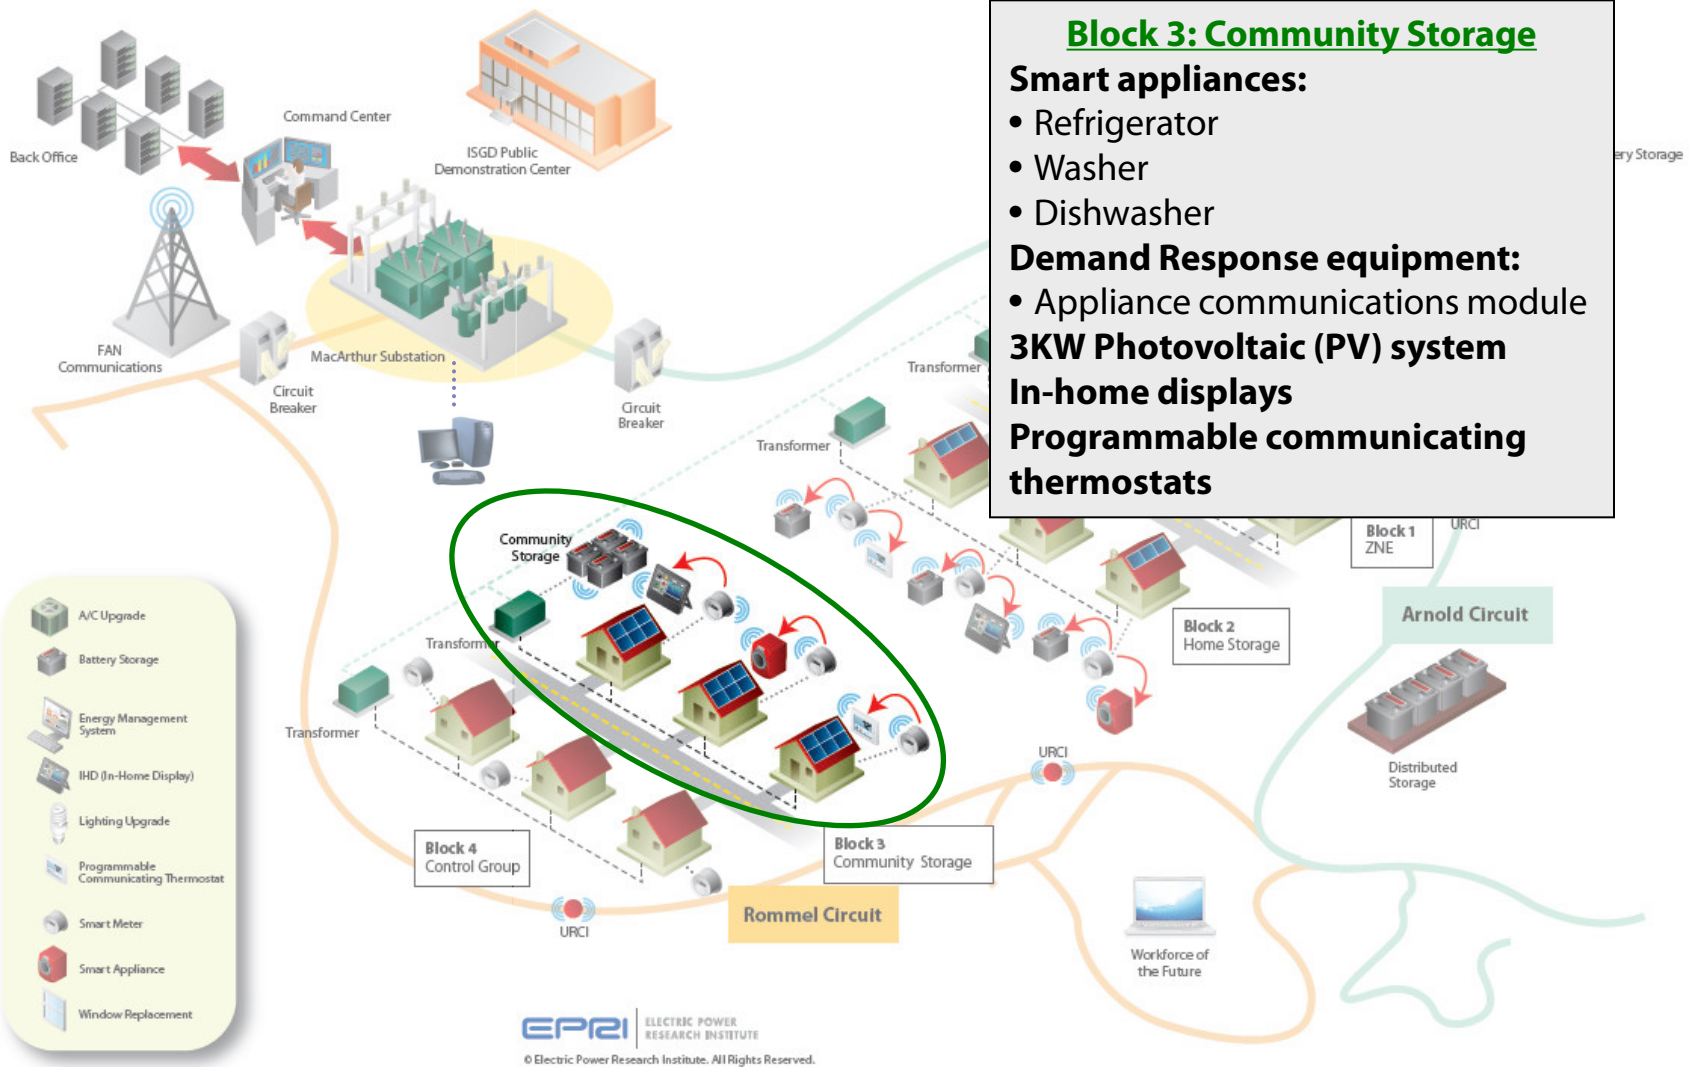 Block 3: Community Storage
Smart appliances:
• Refrigerator
• Washer
• Dishwasher
Demand Response equipment:
• Appliance communications module
3KW Photovoltaic (PV) system
In-home displays
Programmable communicating
thermostats
Back Office
Command Center
ISGD Public
Demonstration Center
ery Storage
FAN
Communications
MacArthur Substation
Circuit
Breaker
Circuit
Breaker
Transformer
Transformer
Community
Storage
Transformer
Transformer
URCI
Block 1
ZNE
Block 2
Home Storage
Arnold Circuit
Distributed
Storage
URCI
Block 3
Community Storage
Block 4
Control Group
Rommel Circuit
URCI
Workforce of
the Future
A/C Upgrade
Battery Storage
Energy Management
System
IHD (In-Home Display)
Lighting Upgrade
Programmable
Communicating Thermostat
Smart Meter
Smart Appliance
Window Replacement
EPRI
ELECTRIC POWER
RESEARCH INSTITUTE
© Electric Power Research Institute. All Rights Reserved.